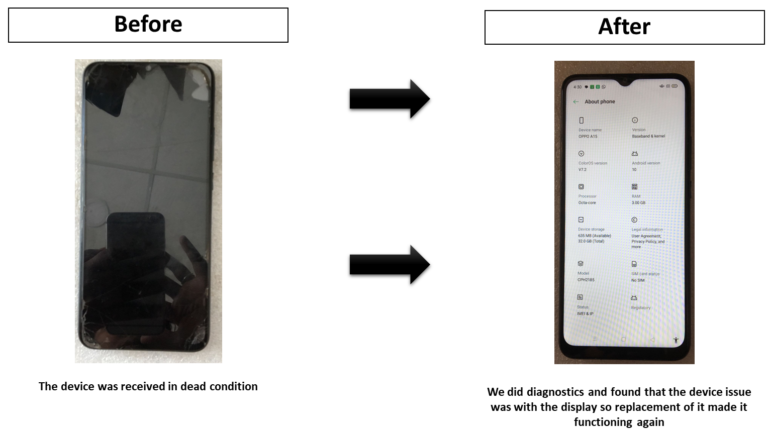 Before
After
About phone
Device name
OPPO A15
Version
Baseband & kernel
ColorOS version
V7.2
Android version
10
Processor
Octa-core
RAM
3.00 GB
Device storage
32.0 GB (Total)
Legal information
User Agreement,
Privacy Policy, and
more
Model
CPH2185
SIM card status
No SIM
Status
Regulatory
The device was received in dead condition
We did diagnostics and found that the device issue
was with the display so replacement of it made it
functioning again